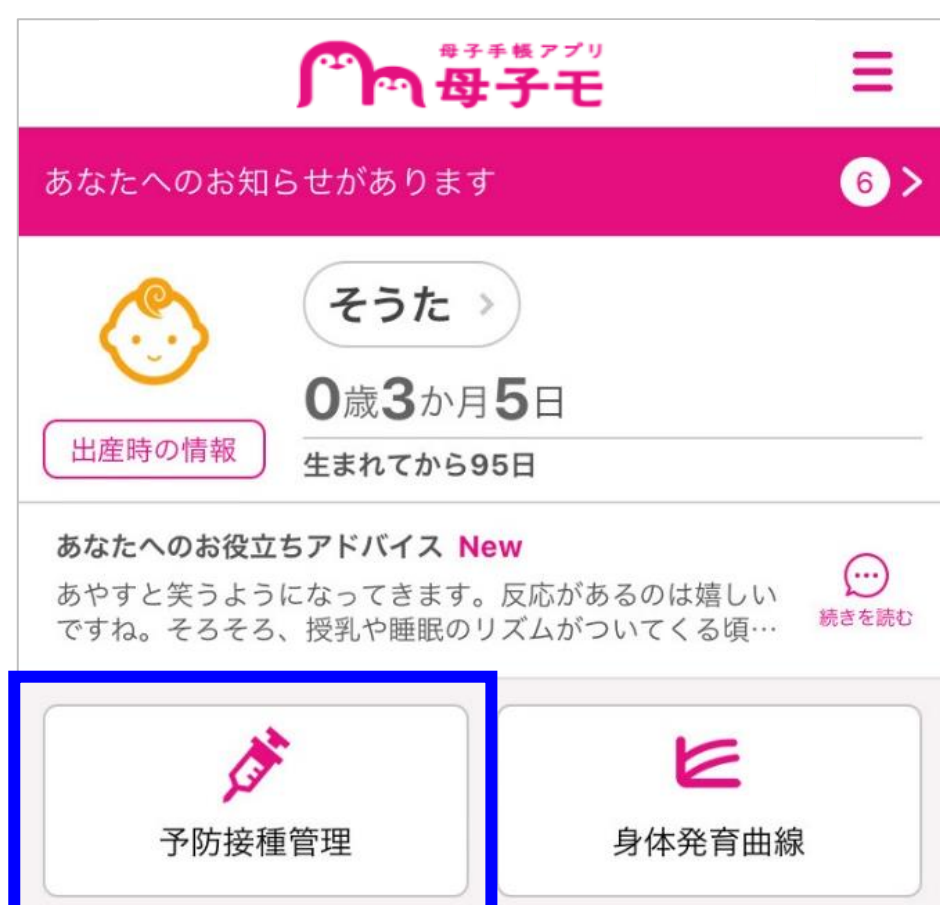 母子手帳アプリ
母子モ
あなたへのお知らせがあります 6
そうた
0歳3か月5日
出産時の情報
生まれてから95日
あなたへのお役立ちアドバイス New
あやすと笑うようになってきます。反応があるのは嬉しい
ですね。そろそろ、授乳や睡眠のリズムがついてくる頃…
続きを読む
予防接種管理
身体発育曲線